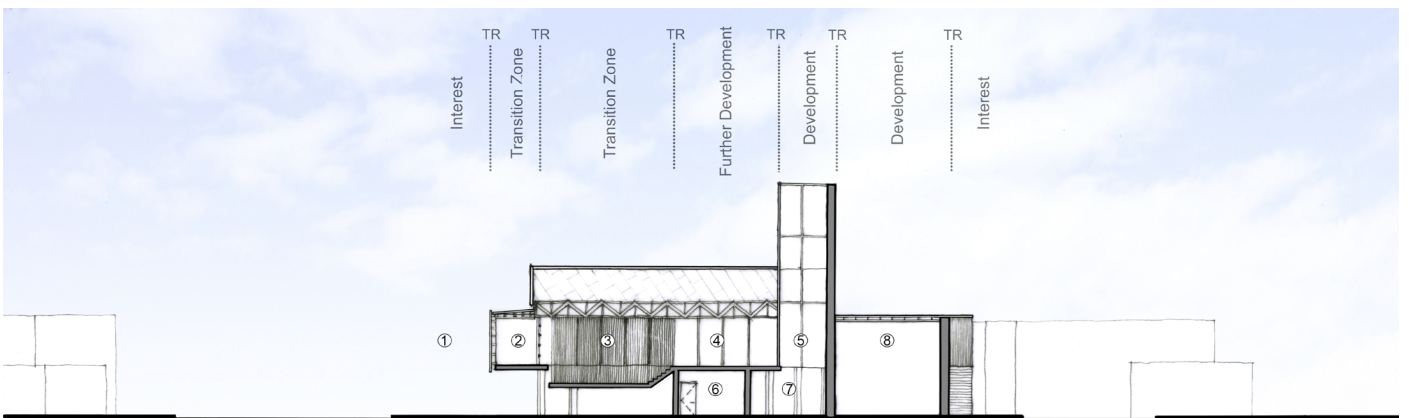 TR
TR
TR
TR
TR
TR
Interest
Transition Zone
Transition Zone
Further Development
Development
Development
Interest
①
②
③
④
⑤
⑧
⑥
⑦